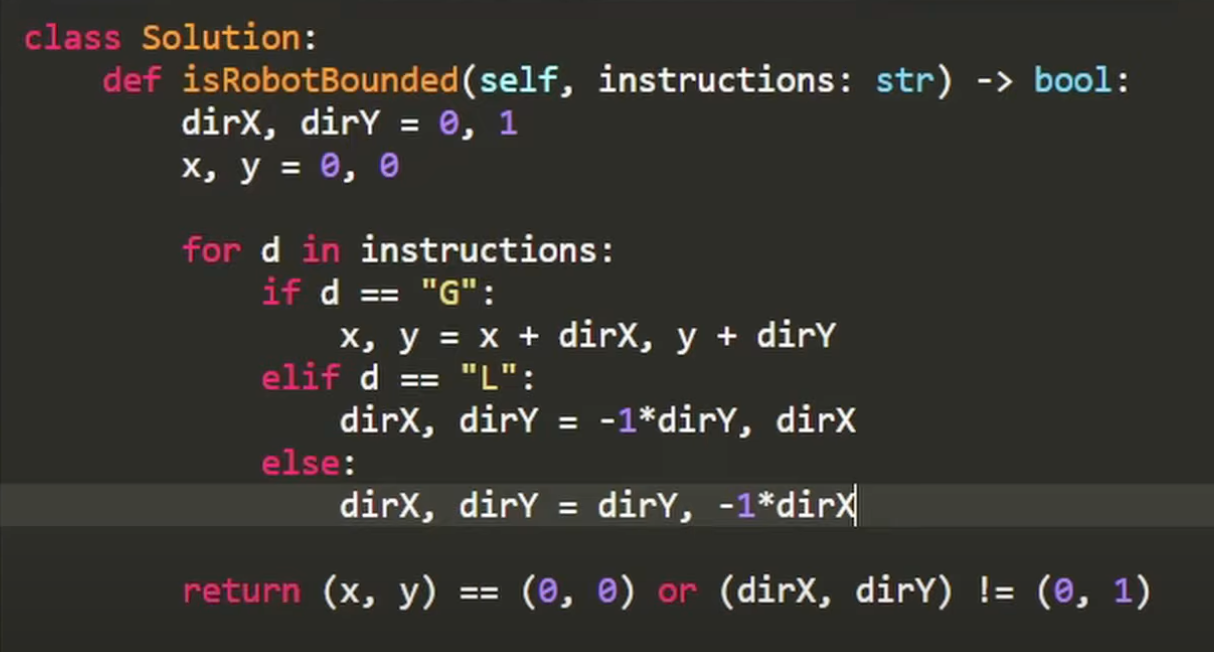 class Solution:
    def isRobotBounded(self, instructions: str) -> bool:
        dirX, dirY = 0, 1
        x, y = 0, 0
        for d in instructions:
            if d == "G":
                x, y = x + dirX, y + dirY
            elif d == "L":
                dirX, dirY = -1*dirY, dirX
            else:
                dirX, dirY = dirY, -1*dirX
        return (x, y) == (0, 0) or (dirX, dirY) != (0, 1)